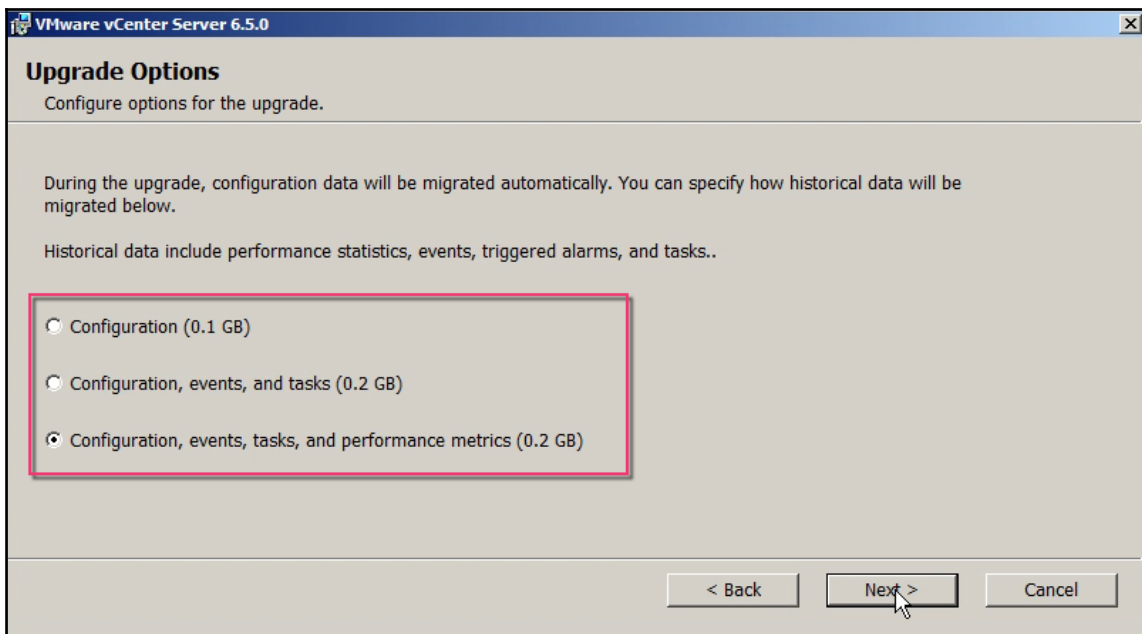 VMware vCenter Server 6.5.0
Upgrade Options
Configure options for the upgrade.
During the upgrade, configuration data will be migrated automatically. You can specify how historical data will be
migrated below.
Historical data include performance statistics, events, triggered alarms, and tasks..
Configuration (0.1 GB)
Configuration, events, and tasks (0.2 GB)
Configuration, events, tasks, and performance metrics (0.2 GB)
< Back
Next >
Cancel